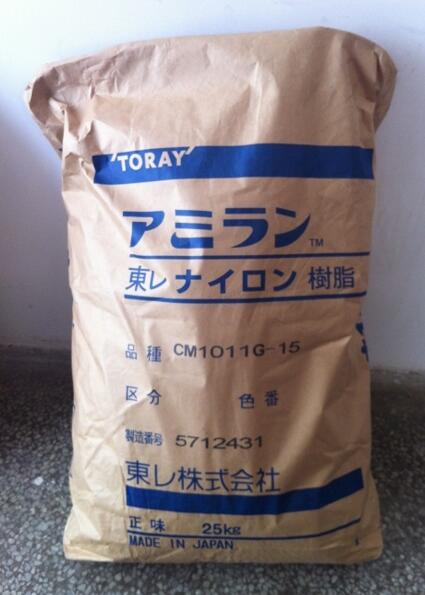 'TORAY'
アミラン™
東レ ナイロン 樹脂
品種 CM1011G-15
区分 色番
製造番号 5712431
東レ株式会社
正味 25kg
MADE IN JAPAN